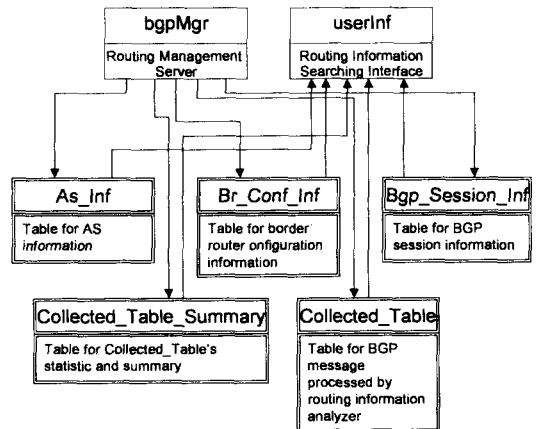 bgpMgr
Routing Management
Server
userInf
Routing Information
Searching Interface
As_Inf
Table for AS
information
Br_Conf_Inf
Table for border
router onfiguration
information
Bgp_Session_Inf
Table for BGP
session information
Collected_Table_Summary
Table for Collected_Table's
statistic and summary
Collected_Table
Table for BGP
message
processed by
routing information
analyzer